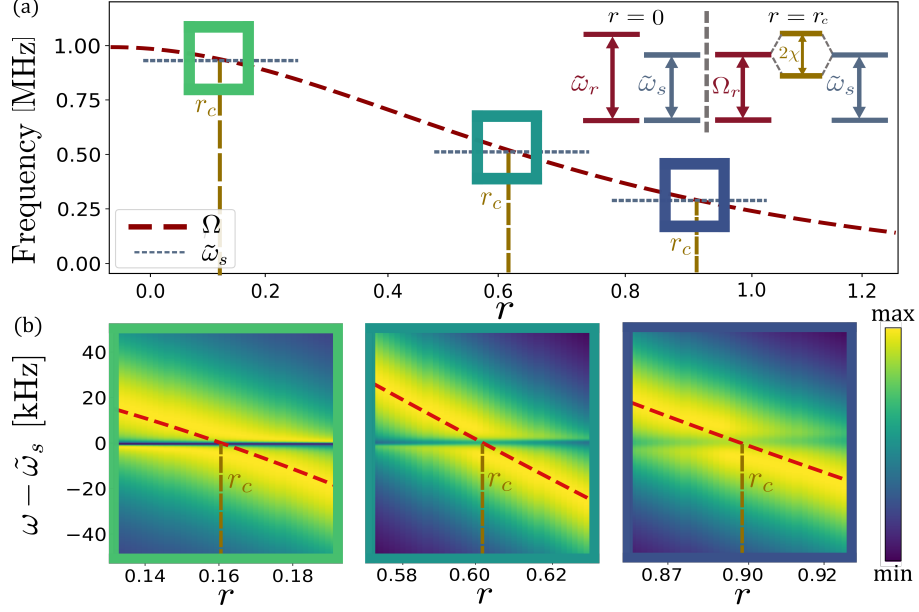 (a)
Frequency [MHz]
1.00
0.75
0.50
0.25
0.00
r_c
r_c
r_c
Ω
ω̃_s
r = 0
r = r_c
ω̃_r
ω̃_s
Ω_r
2χ
ω̃_s
0.0 0.2 0.4 0.6 0.8 1.0 1.2
r
(b)
ω − ω̃_s [kHz]
40
20
0
−20
−40
r_c
r_c
r_c
0.14 0.16 0.18
r
0.58 0.60 0.62
r
0.87 0.90 0.92
r
max
min